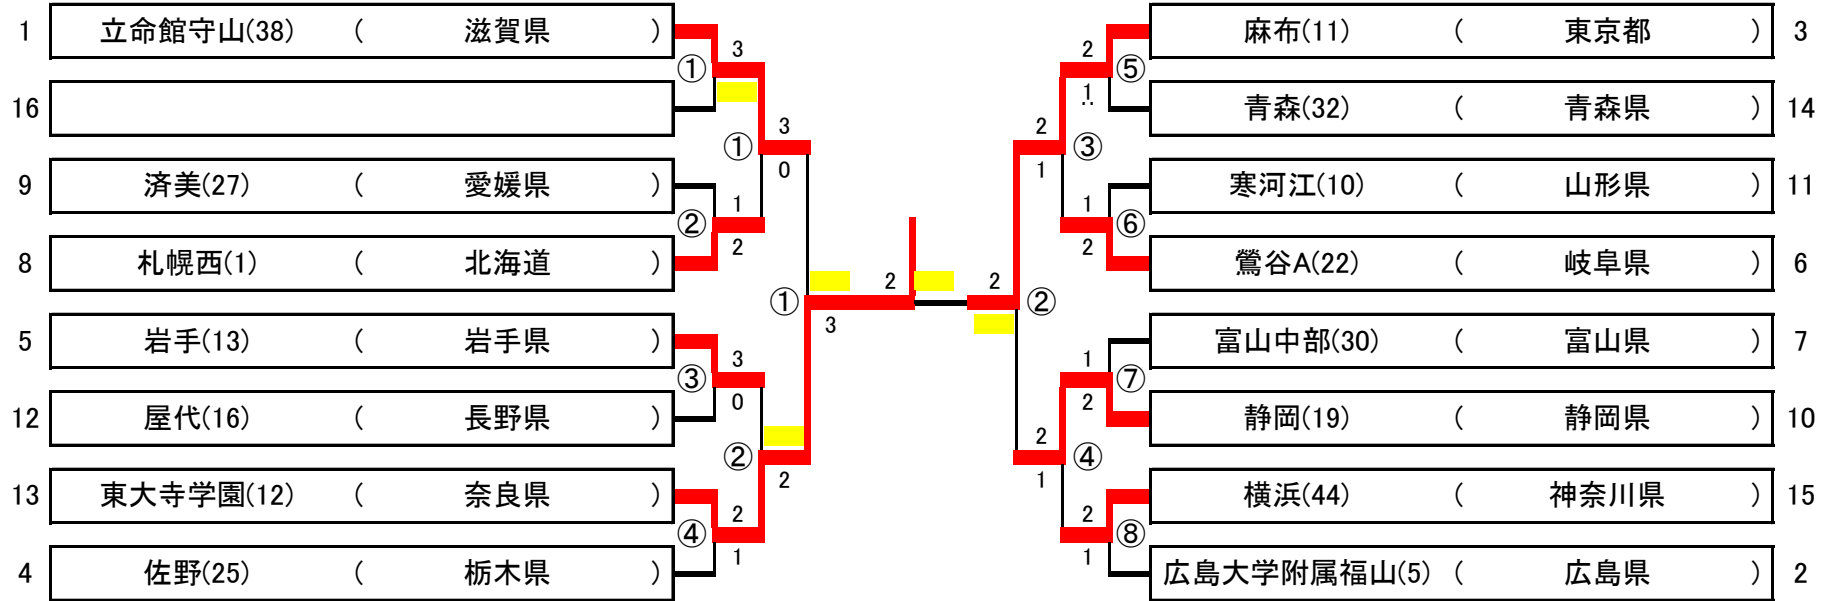 1 立命館守山(38) ( 滋賀県 ) 麻布(11) ( 東京都 ) 3
3 2
① ⑤
1
16 青森(32) ( 青森県 ) 14
3 2
① ③
0 1
9 済美(27) ( 愛媛県 ) 寒河江(10) ( 山形県 ) 11
1 1
② ⑥
2 2
8 札幌西(1) ( 北海道 ) 鶯谷A(22) ( 岐阜県 ) 6
2 2
① ②
3
5 岩手(13) ( 岩手県 ) 富山中部(30) ( 富山県 ) 7
3 1
③ ⑦
0 2
12 屋代(16) ( 長野県 ) 静岡(19) ( 静岡県 ) 10
2
② ④
2 1
13 東大寺学園(12) ( 奈良県 ) 横浜(44) ( 神奈川県 ) 15
2 2
④ ⑧
1 1
4 佐野(25) ( 栃木県 ) 広島大学附属福山(5) ( 広島県 ) 2